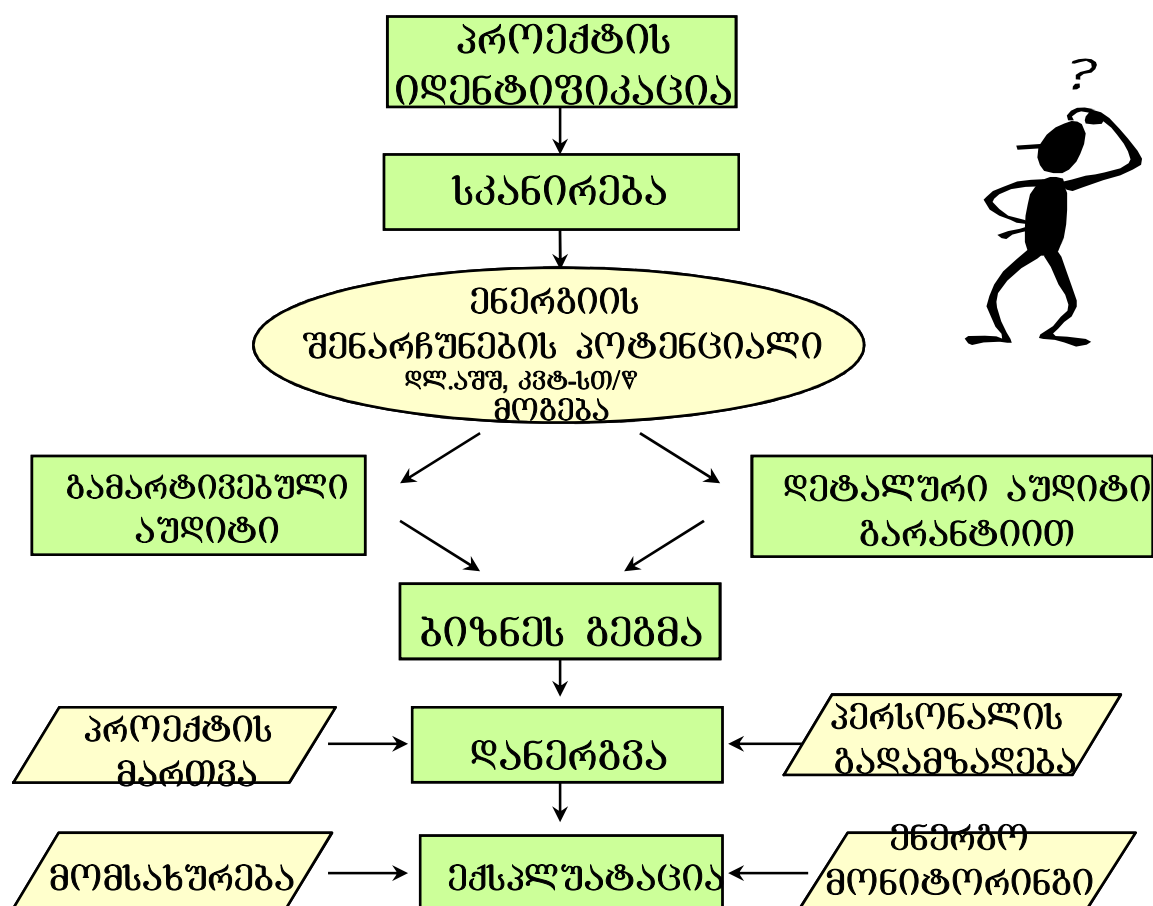 პროექტის
იდენტიფიკაცია
?
სკანირება
ენერგიის
შენარჩუნების პოტენციალი
დლ.აშშ, კვტ-სთ/წ
მოგება
გამარტივებული
აუდიტი
დეტალური აუდიტი
გარანტიით
ბიზნეს გეგმა
პროექტის
მართვა
დანერგვა
პერსონალის
გადამზადება
მომსახურება
ექსპლუატაცია
ენერგო
მონიტორინგი